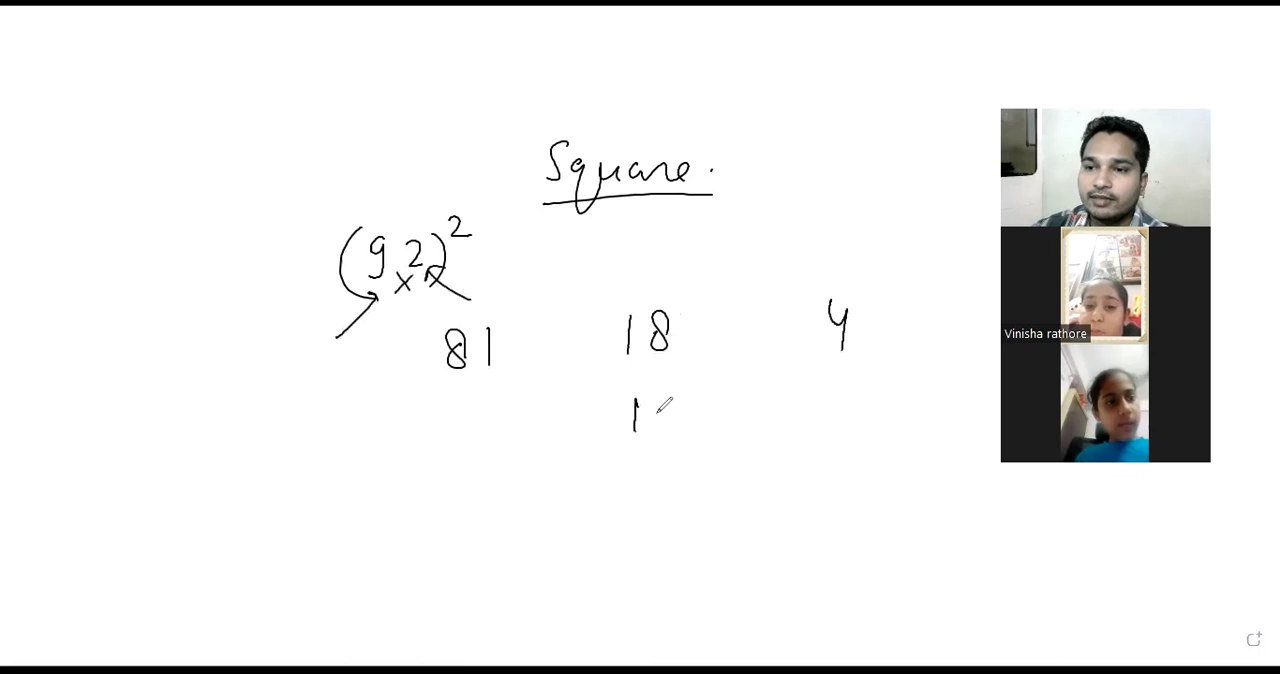 Square.
(92)²
×
81 18 4
1
Vinisha rathore